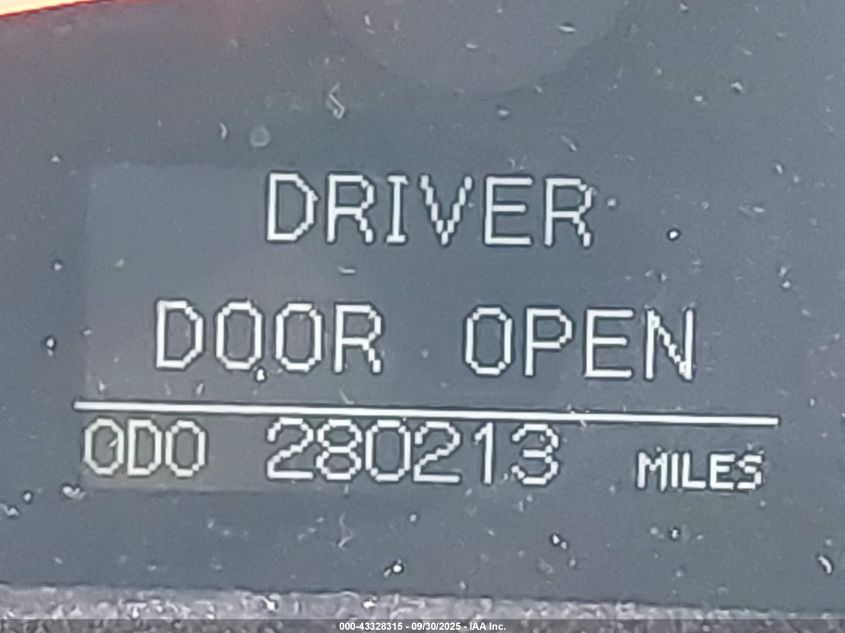 DRIVER
DOOR OPEN
ODO 280213 MILES
000-43328315 - 09/30/2025 - IAA Inc.